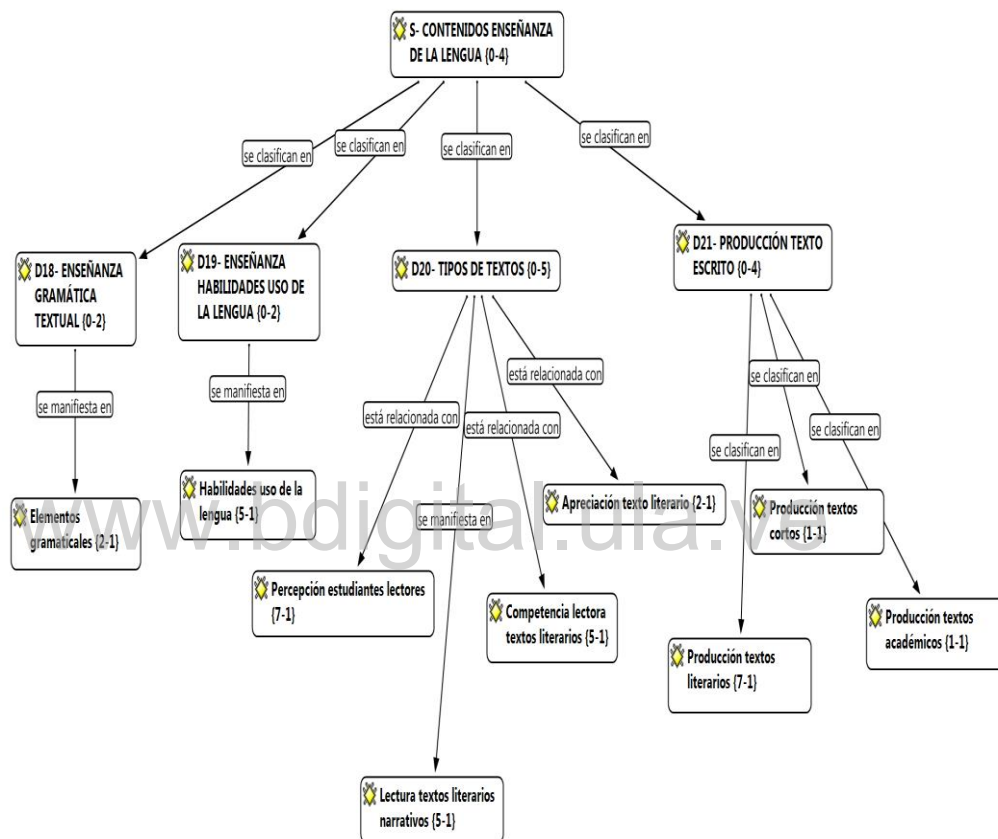 S- CONTENIDOS ENSEÑANZA
DE LA LENGUA {0-4}
se clasifican en
se clasifican en
se clasifican en
se clasifican en
D18- ENSEÑANZA
GRAMÁTICA
TEXTUAL {0-2}
D19- ENSEÑANZA
HABILIDADES USO DE
LA LENGUA {0-2}
D20- TIPOS DE TEXTOS {0-5}
D21- PRODUCCIÓN TEXTO
ESCRITO {0-4}
se manifiesta en
se manifiesta en
está relacionada con
está relacionada con
está relacionada con
se manifiesta en
se clasifican en
se clasifican en
se clasifican en
Elementos
gramaticales {2-1}
Habilidades uso de la
lengua {5-1}
Apreciación texto literario {2-1}
Producción textos
cortos {1-1}
Percepción estudiantes lectores
{7-1}
Competencia lectora
textos literarios {5-1}
Producción textos
literarios {7-1}
Producción textos
académicos {1-1}
Lectura textos literarios
narrativos {5-1}
www.bdigital.ula.ve